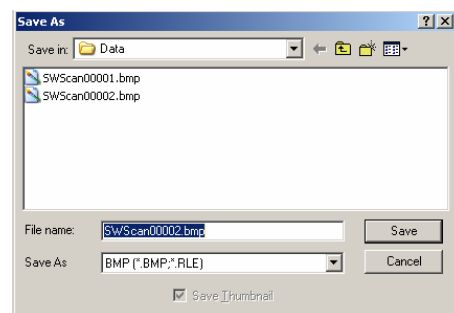 Save As
Save in: Data
SWScan00001.bmp
SWScan00002.bmp
File name: SWScan00002.bmp Save
Save As BMP (*.BMP;*.RLE) Cancel
Save Thumbnail